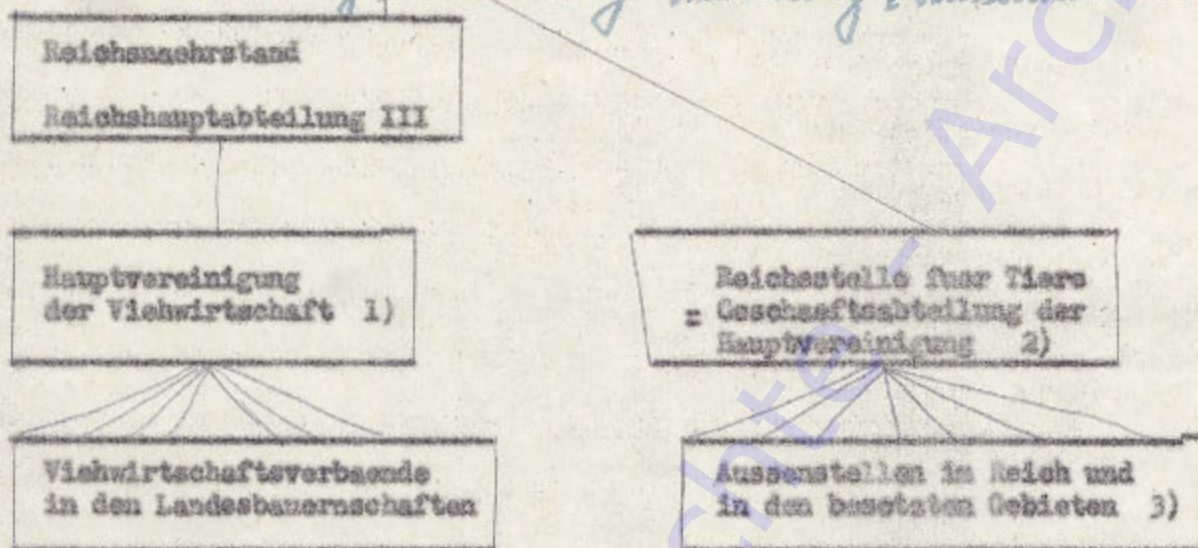 Reichsnaehrstand
Reichshauptabteilung III
Hauptvereinigung
der Viehwirtschaft 1)
Reichsstelle fuer Tiere
= Geschaeftsabteilung der
Hauptvereinigung 2)
Viehwirtschaftsverbaende
in den Landesbauernschaften
Aussenstellen im Reich und
in den besetzten Gebieten 3)